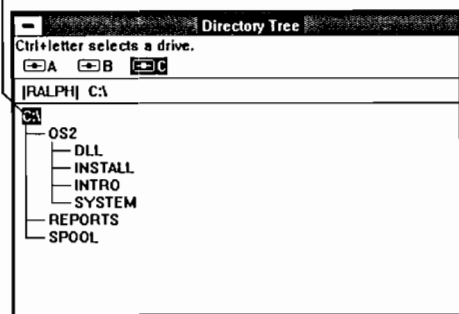 Directory Tree
Ctrl+letter selects a drive.
A B C
|RALPH| C:\
C:\
OS2
DLL
INSTALL
INTRO
SYSTEM
REPORTS
SPOOL